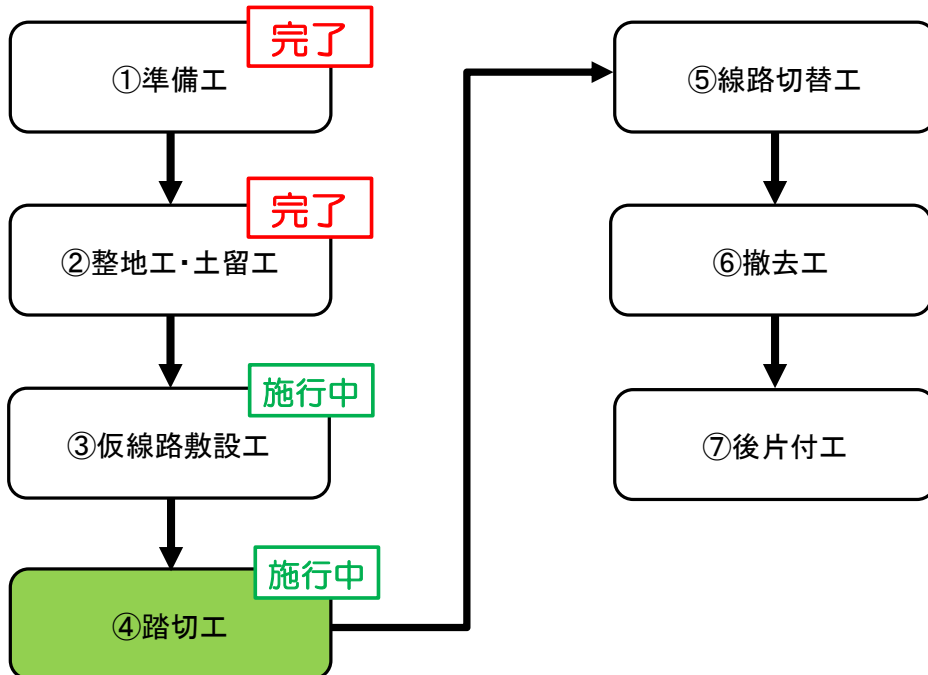 完了
①準備工
完了
②整地工・土留工
施行中
③仮線路敷設工
施行中
④踏切工
⑤線路切替工
⑥撤去工
⑦後片付工